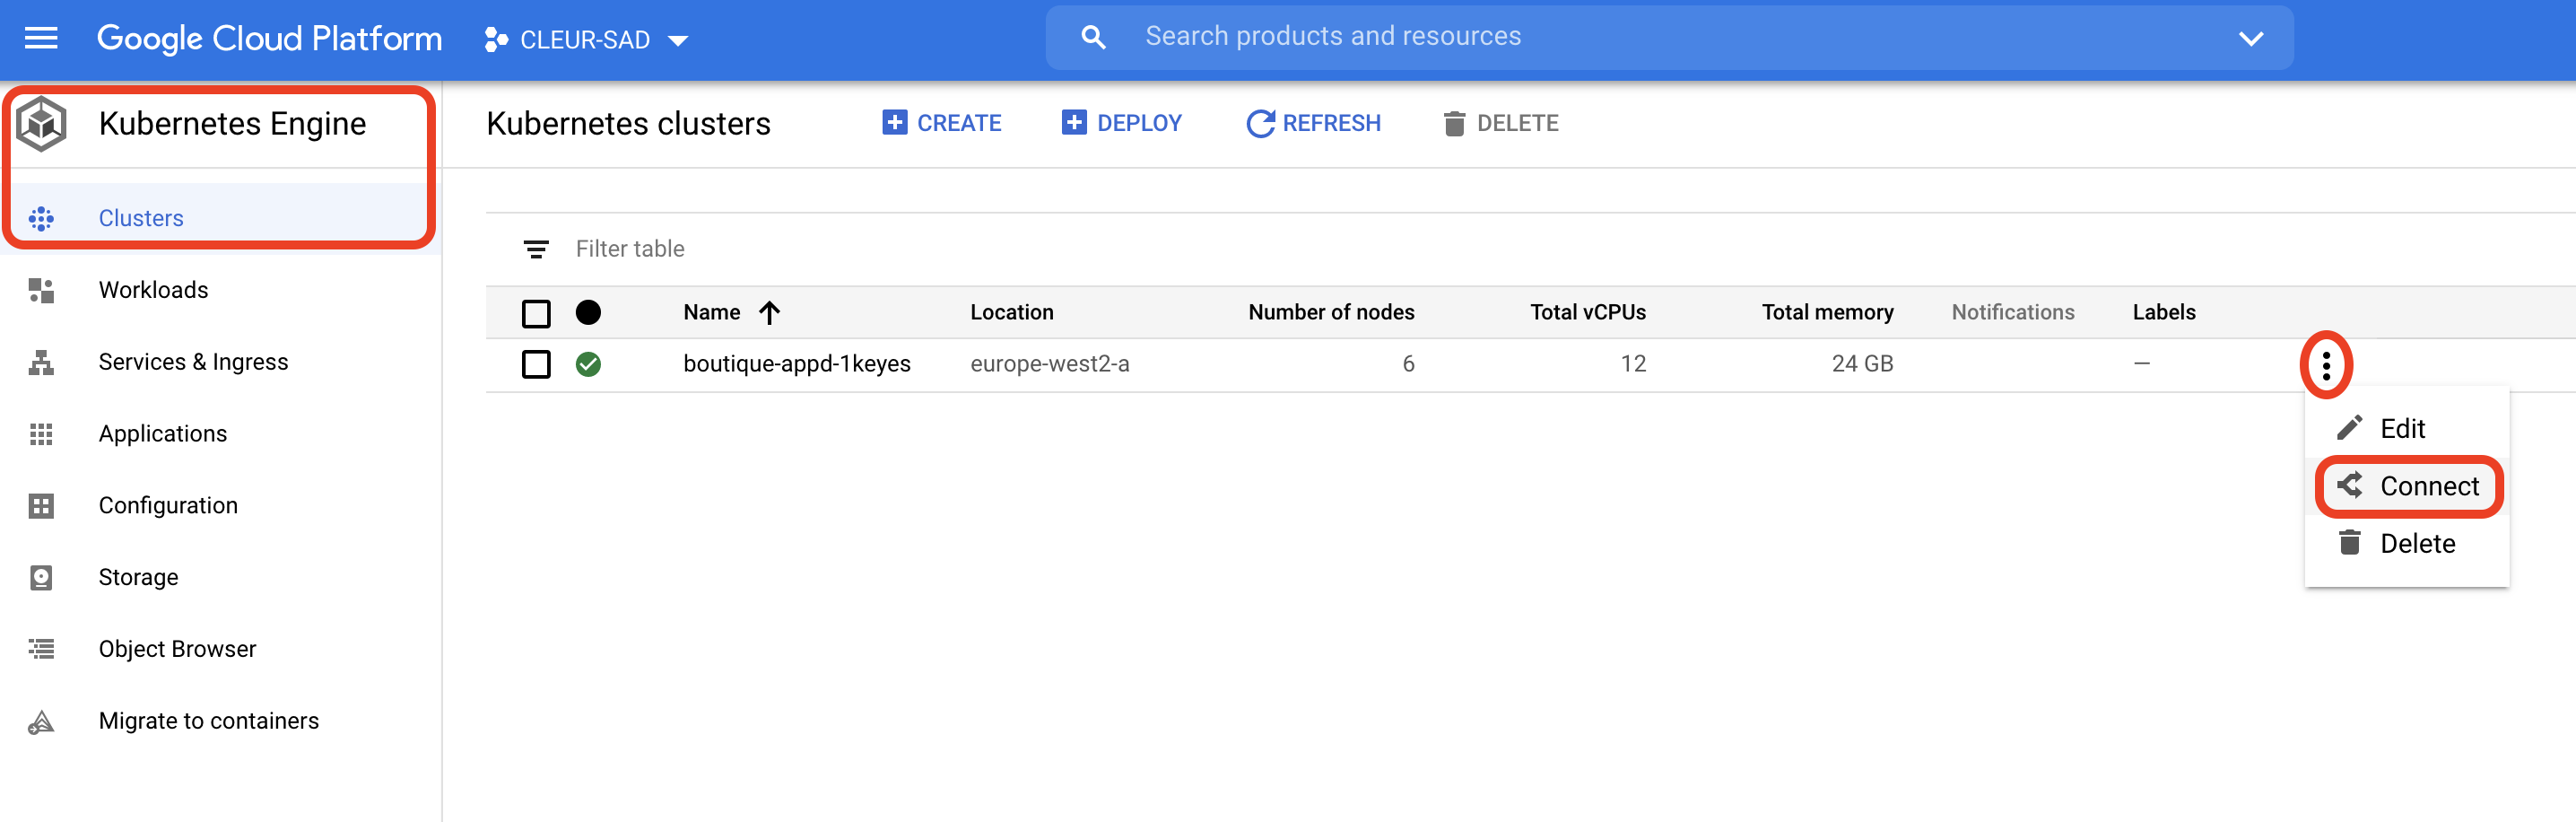 Google Cloud Platform CLEUR-SAD Search products and resources
Kubernetes Engine
Kubernetes clusters CREATE DEPLOY REFRESH DELETE
Clusters
Workloads
Services & Ingress
Applications
Configuration
Storage
Object Browser
Migrate to containers
Filter table
Name Location Number of nodes Total vCPUs Total memory Notifications Labels
boutique-appd-1keyes europe-west2-a 6 12 24 GB —
Edit
Connect
Delete